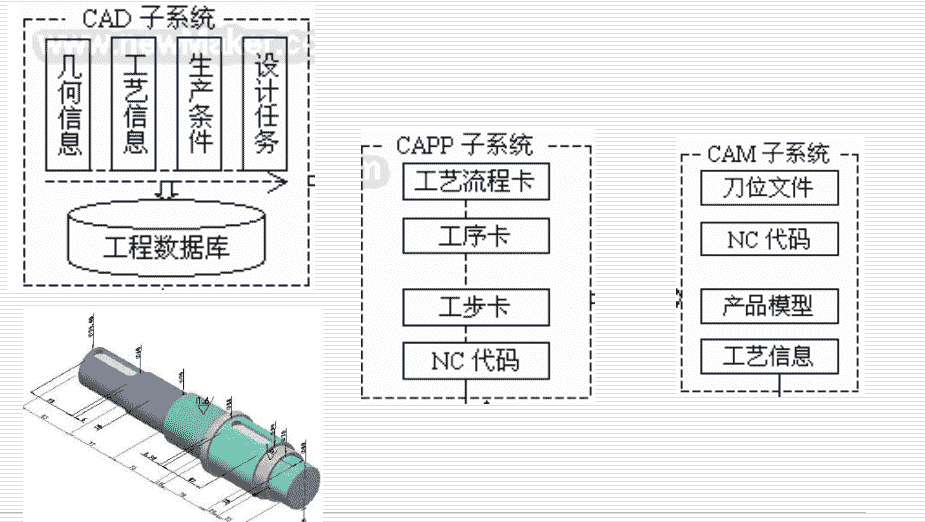 CAD 子系统
www.newMaker.c
几何信息
工艺信息
生产条件
设计任务
工程数据库
CAPP 子系统
工艺流程卡
工序卡
工步卡
NC 代码
CAM 子系统
刀位文件
NC 代码
产品模型
工艺信息